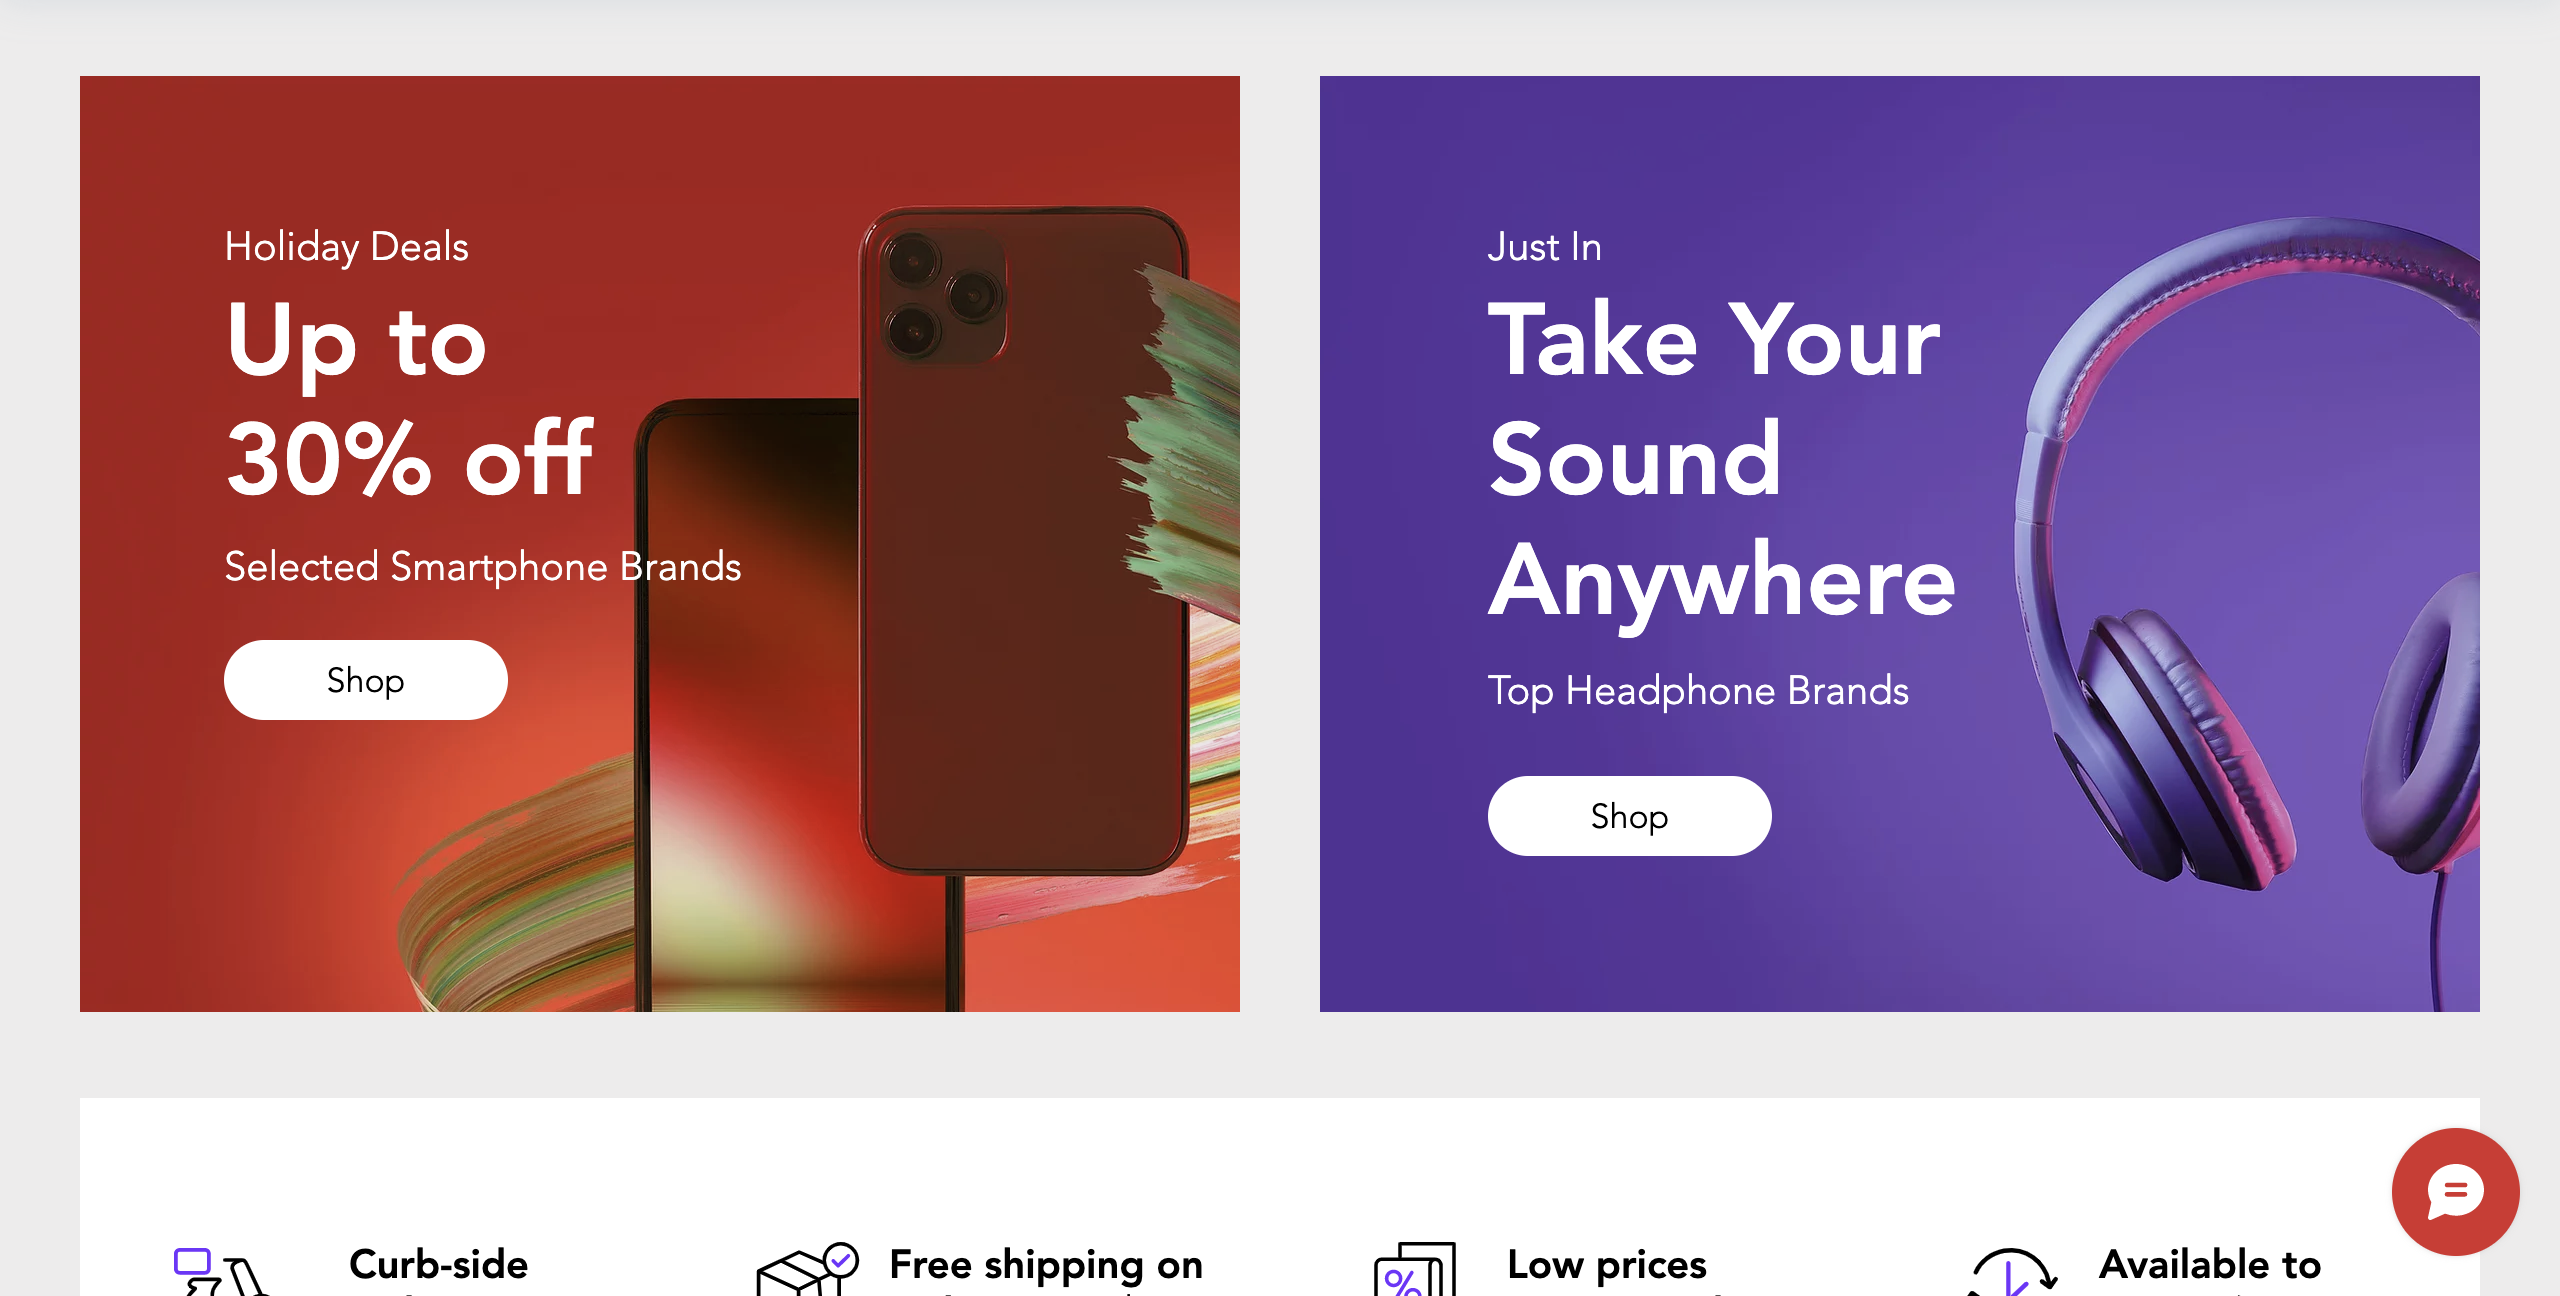 Holiday Deals
Up to
30% off
Selected Smartphone Brands
Shop
Just In
Take Your
Sound
Anywhere
Top Headphone Brands
Shop
Curb-side
Free shipping on
Low prices
Available to